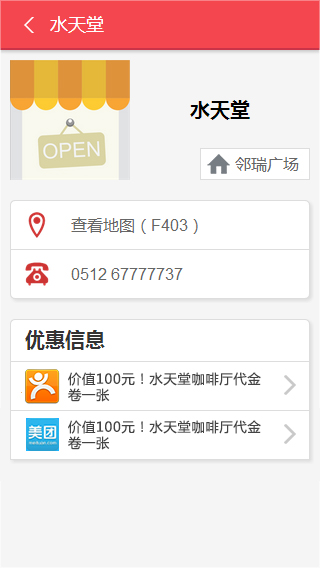 水天堂
OPEN
水天堂
邻瑞广场
查看地图（F403）
0512 67777737
优惠信息
价值100元！水天堂咖啡厅代金
卷一张
美团
价值100元！水天堂咖啡厅代金
卷一张